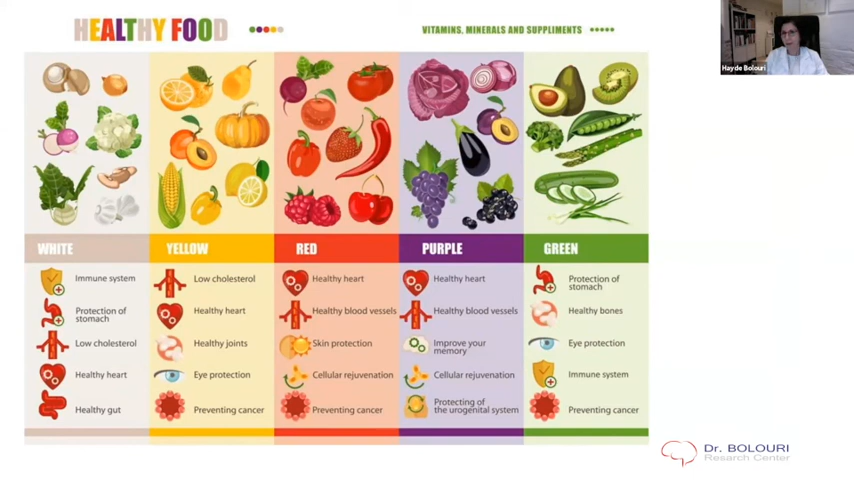 HEALTHY FOOD
VITAMINS, MINERALS AND SUPPLIMENTS
Hayde Bolouri
WHITE
Immune system
Protection of
stomach
Low cholesterol
Healthy heart
Healthy gut
YELLOW
Low cholesterol
Healthy heart
Healthy joints
Eye protection
Preventing cancer
RED
Healthy heart
Healthy blood vessels
Skin protection
Cellular rejuvenation
Preventing cancer
PURPLE
Healthy heart
Healthy blood vessels
Improve your
memory
Cellular rejuvenation
Protecting of
the urogenital system
GREEN
Protection of
stomach
Healthy bones
Eye protection
Immune system
Preventing cancer
Dr. BOLOURI
Resarch Center